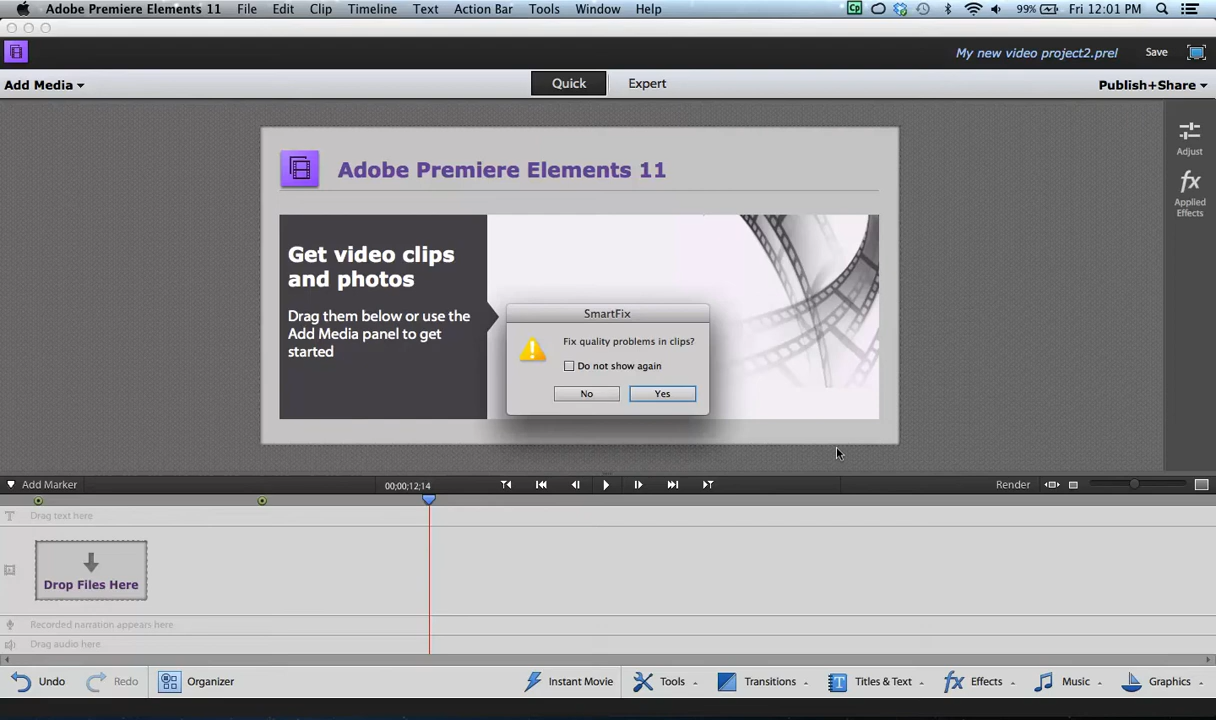 Adobe Premiere Elements 11 File Edit Clip Timeline Text Action Bar Tools Window Help Cp 99% Fri 12:01 PM
My new video project2.prel Save
Add Media Quick Expert Publish+Share
Adobe Premiere Elements 11
Adjust
fx
Applied
Effects
Get video clips
and photos
Drag them below or use the
Add Media panel to get
started
SmartFix
Fix quality problems in clips?
Do not show again
No Yes
Add Marker 00;00;12;14 Render
T Drag text here
Drop Files Here
Recorded narration appears here
Drag audio here
Undo Redo Organizer Instant Movie Tools Transitions T Titles & Text fx Effects Music Graphics